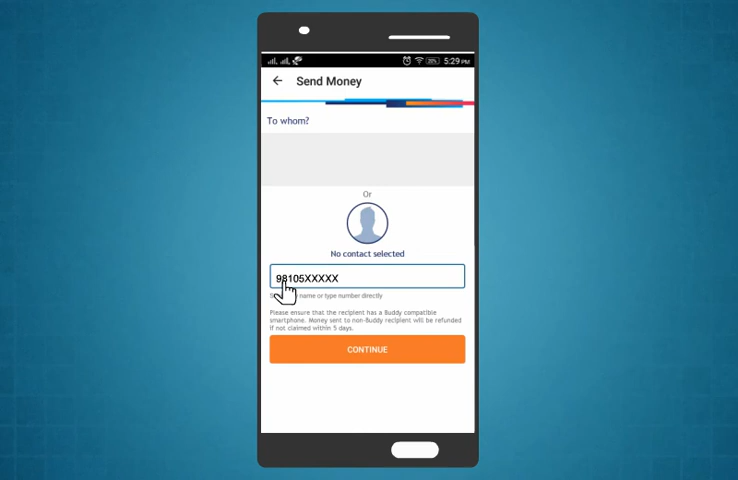 5:29 PM
Send Money
To whom?
Or
No contact selected
98105XXXXX
name or type number directly
Please ensure that the recipient has a Buddy compatible
smartphone. Money sent to non-Buddy recipient will be refunded
if not claimed within 5 days.
CONTINUE